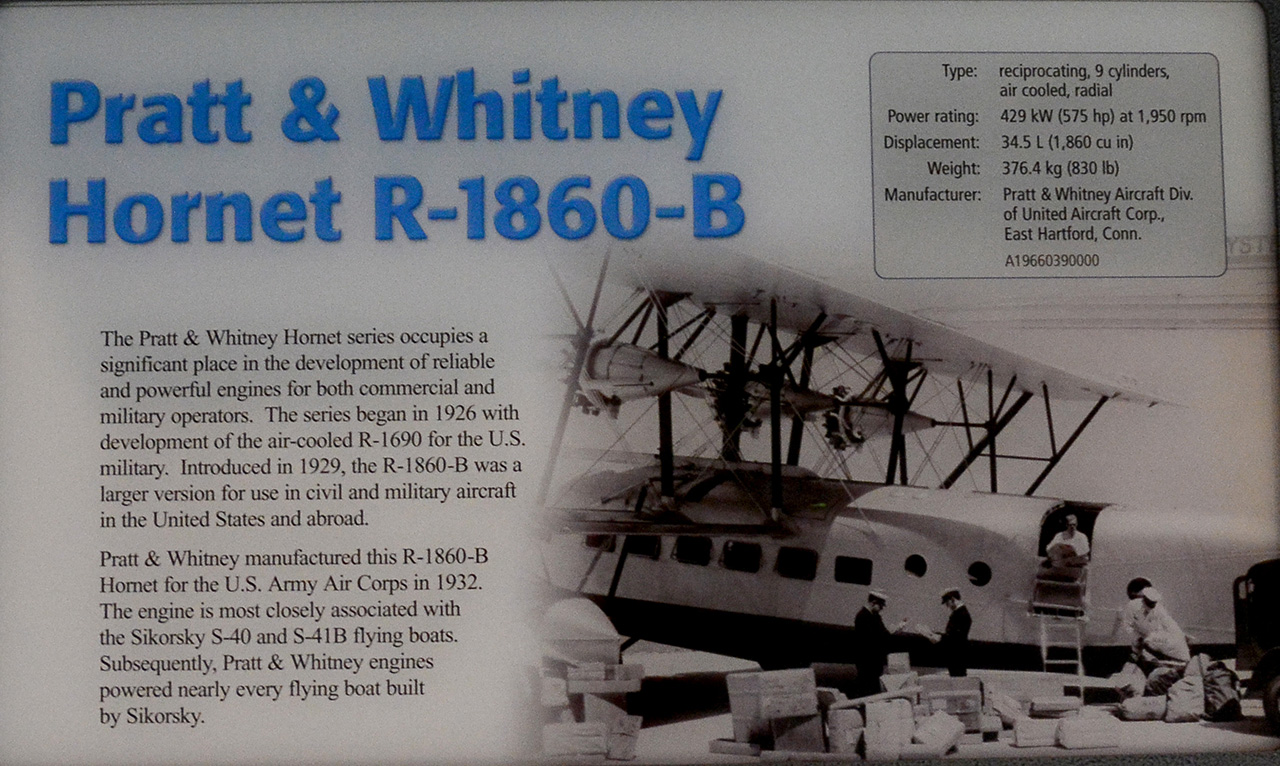 Pratt & Whitney
Hornet R-1860-B
Type: reciprocating, 9 cylinders,
air cooled, radial
Power rating: 429 kW (575 hp) at 1,950 rpm
Displacement: 34.5 L (1,860 cu in)
Weight: 376.4 kg (830 lb)
Manufacturer: Pratt & Whitney Aircraft Div.
of United Aircraft Corp.,
East Hartford, Conn.
A19660390000
The Pratt & Whitney Hornet series occupies a
significant place in the development of reliable
and powerful engines for both commercial and
military operators. The series began in 1926 with
development of the air-cooled R-1690 for the U.S.
military. Introduced in 1929, the R-1860-B was a
larger version for use in civil and military aircraft
in the United States and abroad.
Pratt & Whitney manufactured this R-1860-B
Hornet for the U.S. Army Air Corps in 1932.
The engine is most closely associated with
the Sikorsky S-40 and S-41B flying boats.
Subsequently, Pratt & Whitney engines
powered nearly every flying boat built
by Sikorsky.